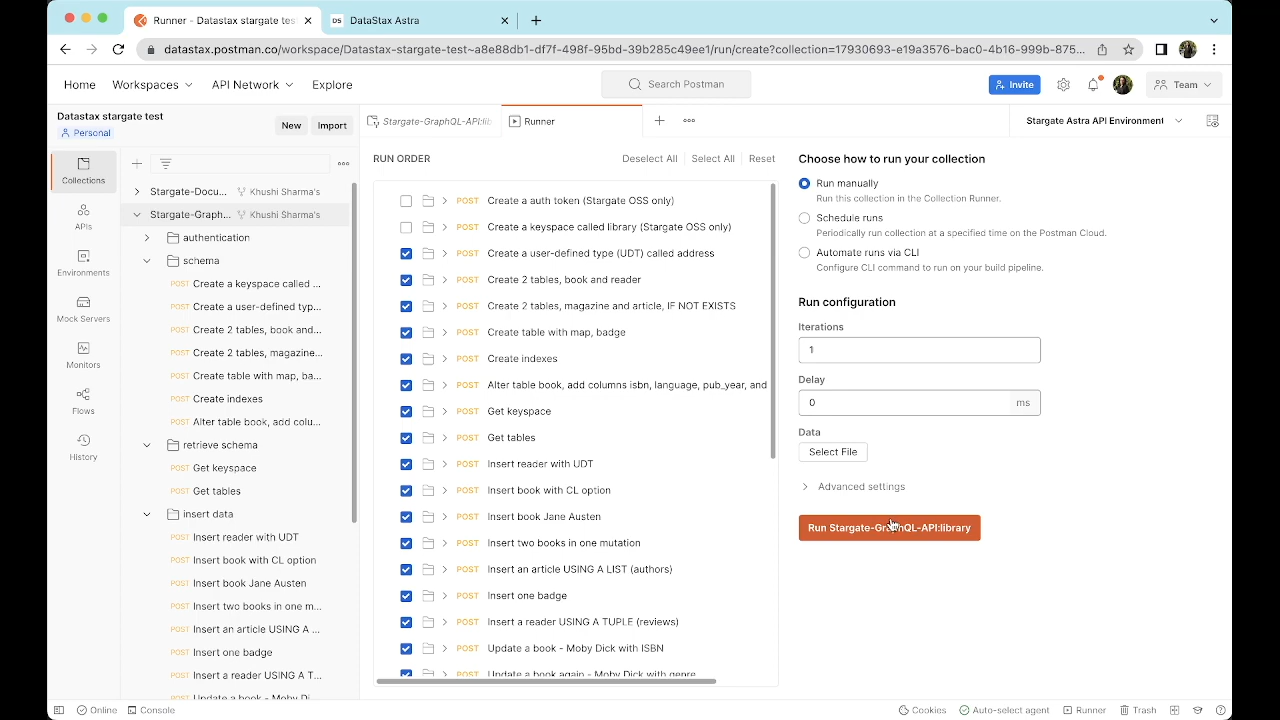 Runner - Datastax stargate tes
DS DataStax Astra
datastax.postman.co/workspace/Datastax-stargate-test~a8e88db1-df7f-498f-95bd-39b285c49ee1/run/create?collection=17930693-e19a3576-bac0-4b16-999b-875...
Home Workspaces API Network Explore
Search Postman
Invite
Team
Datastax stargate test
Personal
New Import
Stargate-GraphQL-API:lib
Runner
Stargate Astra API Environment
Collections
APIs
Environments
Mock Servers
Monitors
Flows
History
Stargate-Docu... Khushi Sharma's
Stargate-Graph... Khushi Sharma's
authentication
schema
POST Create a keyspace called ...
POST Create a user-defined typ...
POST Create 2 tables, book and...
POST Create 2 tables, magazine...
POST Create table with map, ba...
POST Create indexes
POST Alter table book, add colu...
retrieve schema
POST Get keyspace
POST Get tables
insert data
POST Insert reader with UDT
POST Insert book with CL option
POST Insert book Jane Austen
POST Insert two books in one m...
POST Insert an article USING A ...
POST Insert one badge
POST Insert a reader USING A T...
POST Update a book - Moby Di...
RUN ORDER
Deselect All Select All Reset
POST Create a auth token (Stargate OSS only)
POST Create a keyspace called library (Stargate OSS only)
POST Create a user-defined type (UDT) called address
POST Create 2 tables, book and reader
POST Create 2 tables, magazine and article, IF NOT EXISTS
POST Create table with map, badge
POST Create indexes
POST Alter table book, add columns isbn, language, pub_year, and
POST Get keyspace
POST Get tables
POST Insert reader with UDT
POST Insert book with CL option
POST Insert book Jane Austen
POST Insert two books in one mutation
POST Insert an article USING A LIST (authors)
POST Insert one badge
POST Insert a reader USING A TUPLE (reviews)
POST Update a book - Moby Dick with ISBN
POST Update a book again - Moby Dick with genre
Choose how to run your collection
Run manually
Run this collection in the Collection Runner.
Schedule runs
Periodically run collection at a specified time on the Postman Cloud.
Automate runs via CLI
Configure CLI command to run on your build pipeline.
Run configuration
Iterations
1
Delay
0 ms
Data
Select File
Advanced settings
Run Stargate-GraphQL-API:library
Online Console
Cookies Auto-select agent Runner Trash